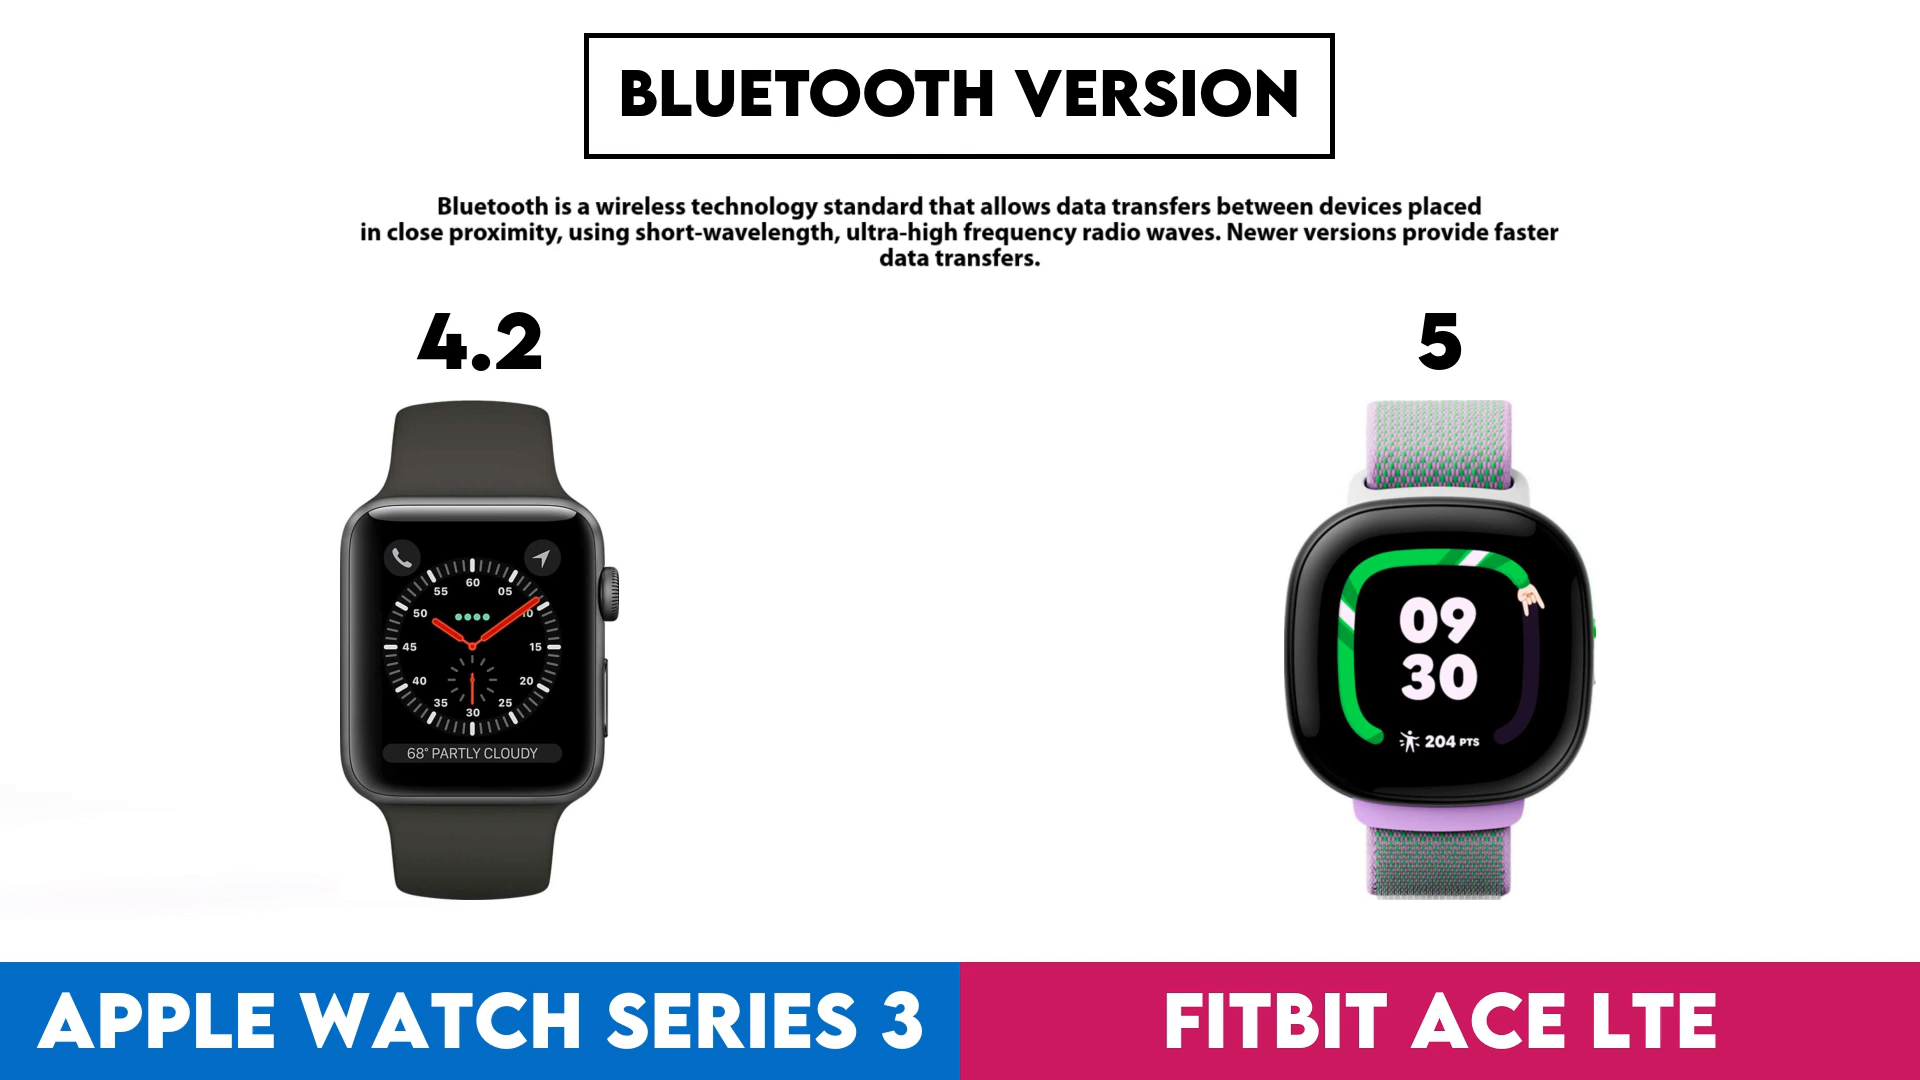 BLUETOOTH VERSION
Bluetooth is a wireless technology standard that allows data transfers between devices placed
in close proximity, using short-wavelength, ultra-high frequency radio waves. Newer versions provide faster
data transfers.
4.2
5
60
55
05
50
10
45
15
40
20
35
25
30
68° PARTLY CLOUDY
09
30
204 PTS
APPLE WATCH SERIES 3
FITBIT ACE LTE